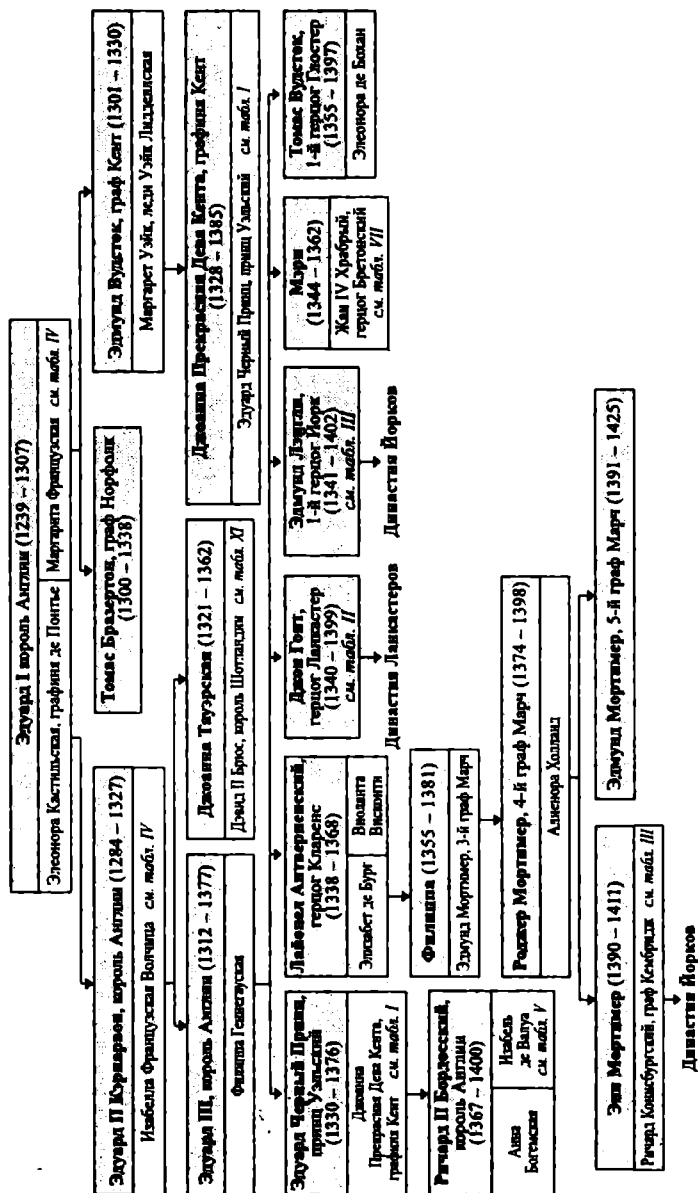 Эдуард I король Англии (1239 – 1307)
Элеонора Кастильская, графиня де Понтье
Маргарита Французская см. табл. IV
Эдуард II Кэрнарвон, король Англии (1284 – 1327)
Изабелла Французская Волчица см. табл. IV
Томас Бразертон, граф Норфолк
(1300 – 1338)
Эдмунд Вудсток, граф Кент (1301 – 1330)
Маргарет Уэйк, леди Уэйк Лидделлская
Эдуард III, король Англии (1312 – 1377)
Филиппа Геннегауская
Джоанна Тауэрская (1321 – 1362)
Дэвид II Брюс, король Шотландии см. табл. XI
Джоанна Прекрасная Дева Кента, графиня Кент
(1328 – 1385)
Эдуард Черный Принц, принц Уэльский см. табл. I
Эдуард Черный Принц,
принц Уэльский
(1330 – 1376)
Джоанна
Прекрасная Дева Кента,
графиня Кент см. табл. I
Лайонел Антверпенский,
герцог Кларенс
(1338 – 1368)
Элизабет де Бург
Виоланта
Висконти
Джон Гонт,
герцог Ланкастер
(1340 – 1399)
см. табл. II
Династия Ланкастеров
Эдмунд Лэнгли,
1-й герцог Йорк
(1341 – 1402)
см. табл. III
Династия Йорков
Мэри
(1344 – 1362)
Жан IV Храбрый,
герцог Бретонский
см. табл. VII
Томас Вудсток,
1-й герцог Глостер
(1355 – 1397)
Элеонора де Бохан
Ричард II Бордосский,
король Англии
(1367 – 1400)
Анна
Богемская
Изабель
де Валуа
см. табл. V
Филиппа (1355 – 1381)
Эдмунд Мортимер, 3-й граф Марч
Роджер Мортимер, 4-й граф Марч (1374 – 1398)
Алиенора Холланд
Энн Мортимер (1390 – 1411)
Ричард Конисбургский, граф Кембридж см. табл. III
Династия Йорков
Эдмунд Мортимер, 5-й граф Марч (1391 – 1425)